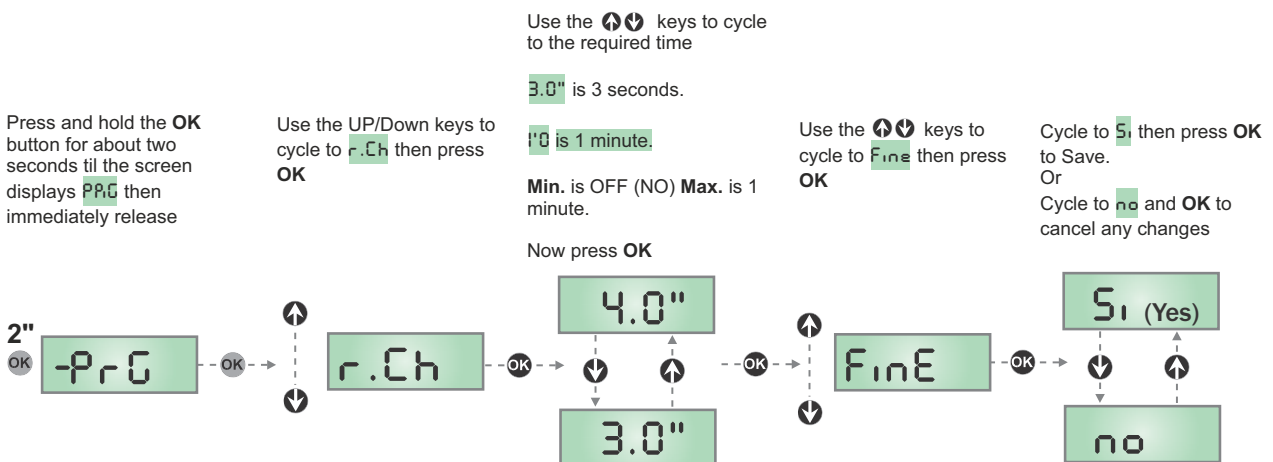 Press and hold the OK
button for about two
seconds til the screen
displays PRG then
immediately release
Use the UP/Down keys to
cycle to r.Ch then press
OK
Use the keys to cycle
to the required time
3.0" is 3 seconds.
1'0 is 1 minute.
Min. is OFF (NO) Max. is 1
minute.
Now press OK
Use the keys to
cycle to Fine then press
OK
Cycle to Si then press OK
to Save.
Or
Cycle to no and OK to
cancel any changes
2"
OK
-PrG
OK
r.Ch
OK
4.0"
3.0"
OK
FinE
OK
Si (Yes)
no